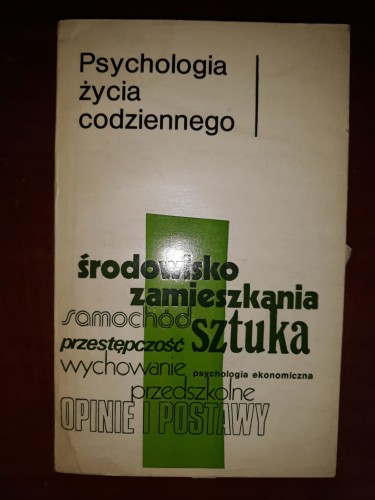 Psychologia
życia
codziennego
środowisko
zamieszkania
samochód
sztuka
przestępczość
wychowanie
psychologia ekonomiczna
przedszkolne
OPINIE I POSTAWY